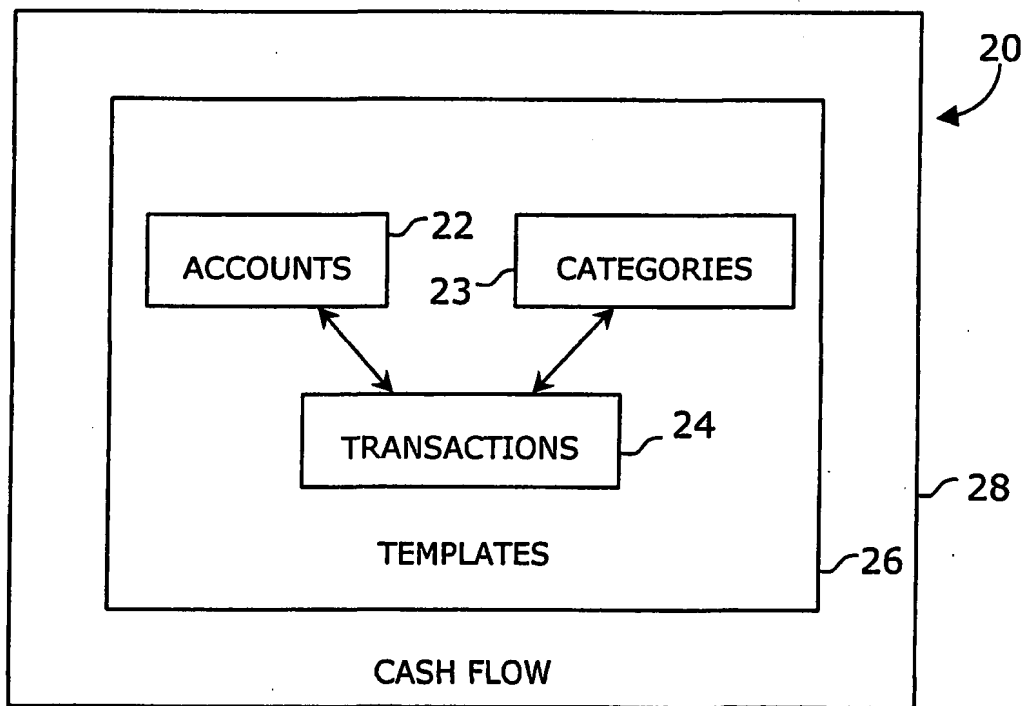 20
22
ACCOUNTS
23
CATEGORIES
TRANSACTIONS
24
28
TEMPLATES
26
CASH FLOW